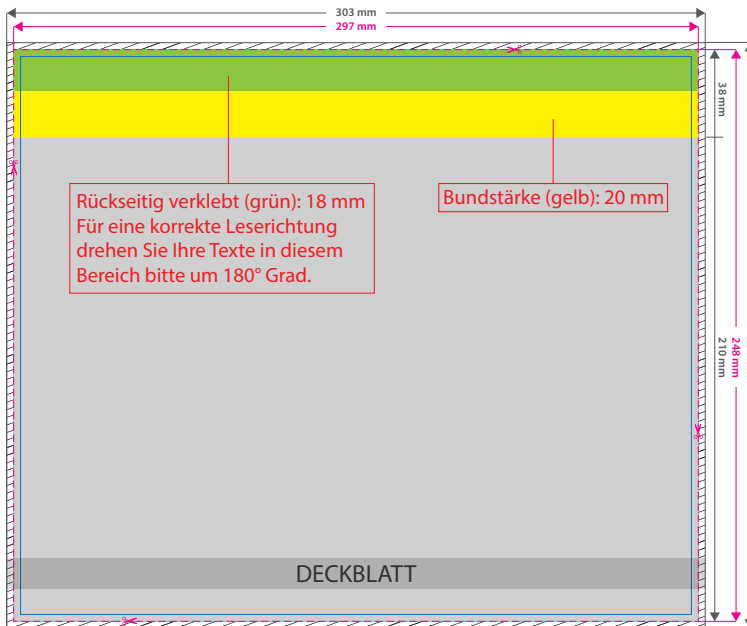 303 mm
297 mm
38 mm
Rückseitig verklebt (grün): 18 mm
Für eine korrekte Leserichtung
drehen Sie Ihre Texte in diesem
Bereich bitte um 180° Grad.
Bundstärke (gelb): 20 mm
210 mm
248 mm
DECKBLATT